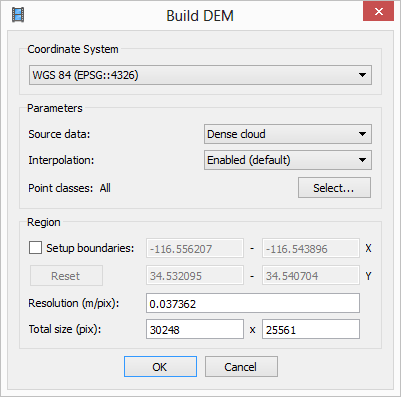 Build DEM
Coordinate System
WGS 84 (EPSG::4326)
Parameters
Source data: Dense cloud
Interpolation: Enabled (default)
Point classes: All Select...
Region
Setup boundaries: -116.556207 - -116.543896 X
Reset 34.532095 - 34.540704 Y
Resolution (m/pix): 0.037362
Total size (pix): 30248 x 25561
OK Cancel